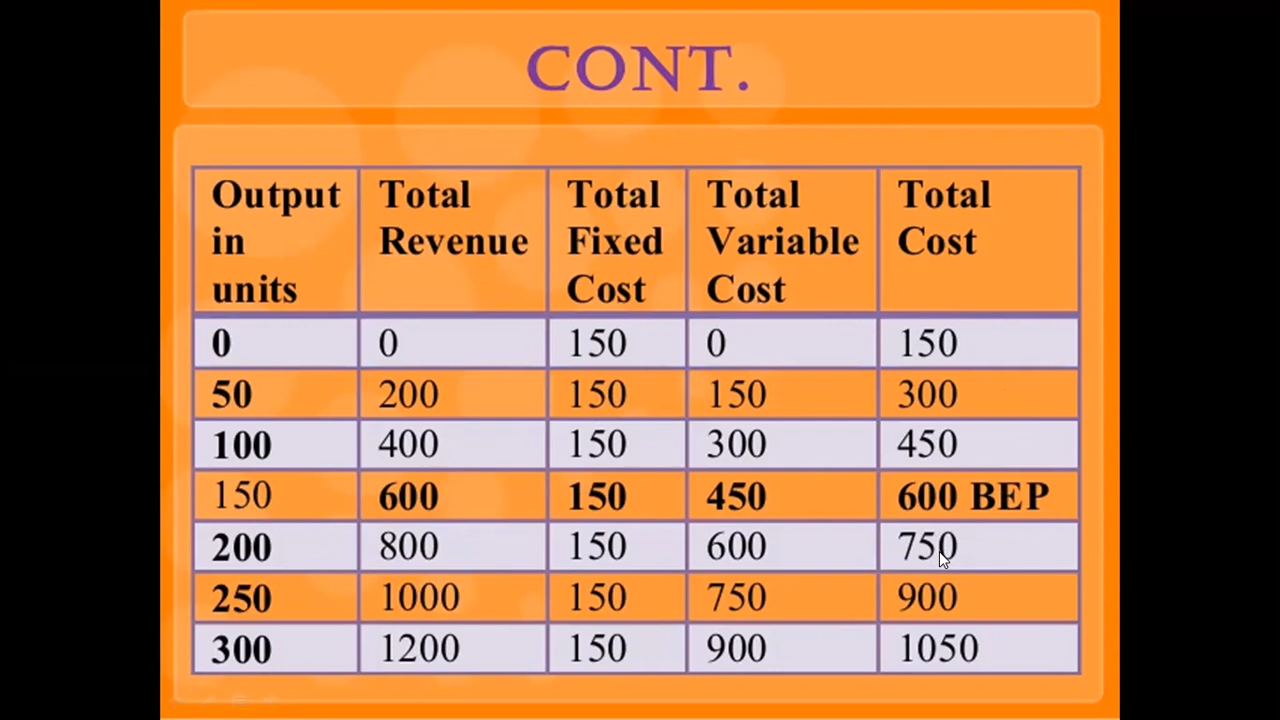 CONT.
Output in units Total Revenue Total Fixed Cost Total Variable Cost Total Cost
0 0 150 0 150
50 200 150 150 300
100 400 150 300 450
150 600 150 450 600 BEP
200 800 150 600 750
250 1000 150 750 900
300 1200 150 900 1050